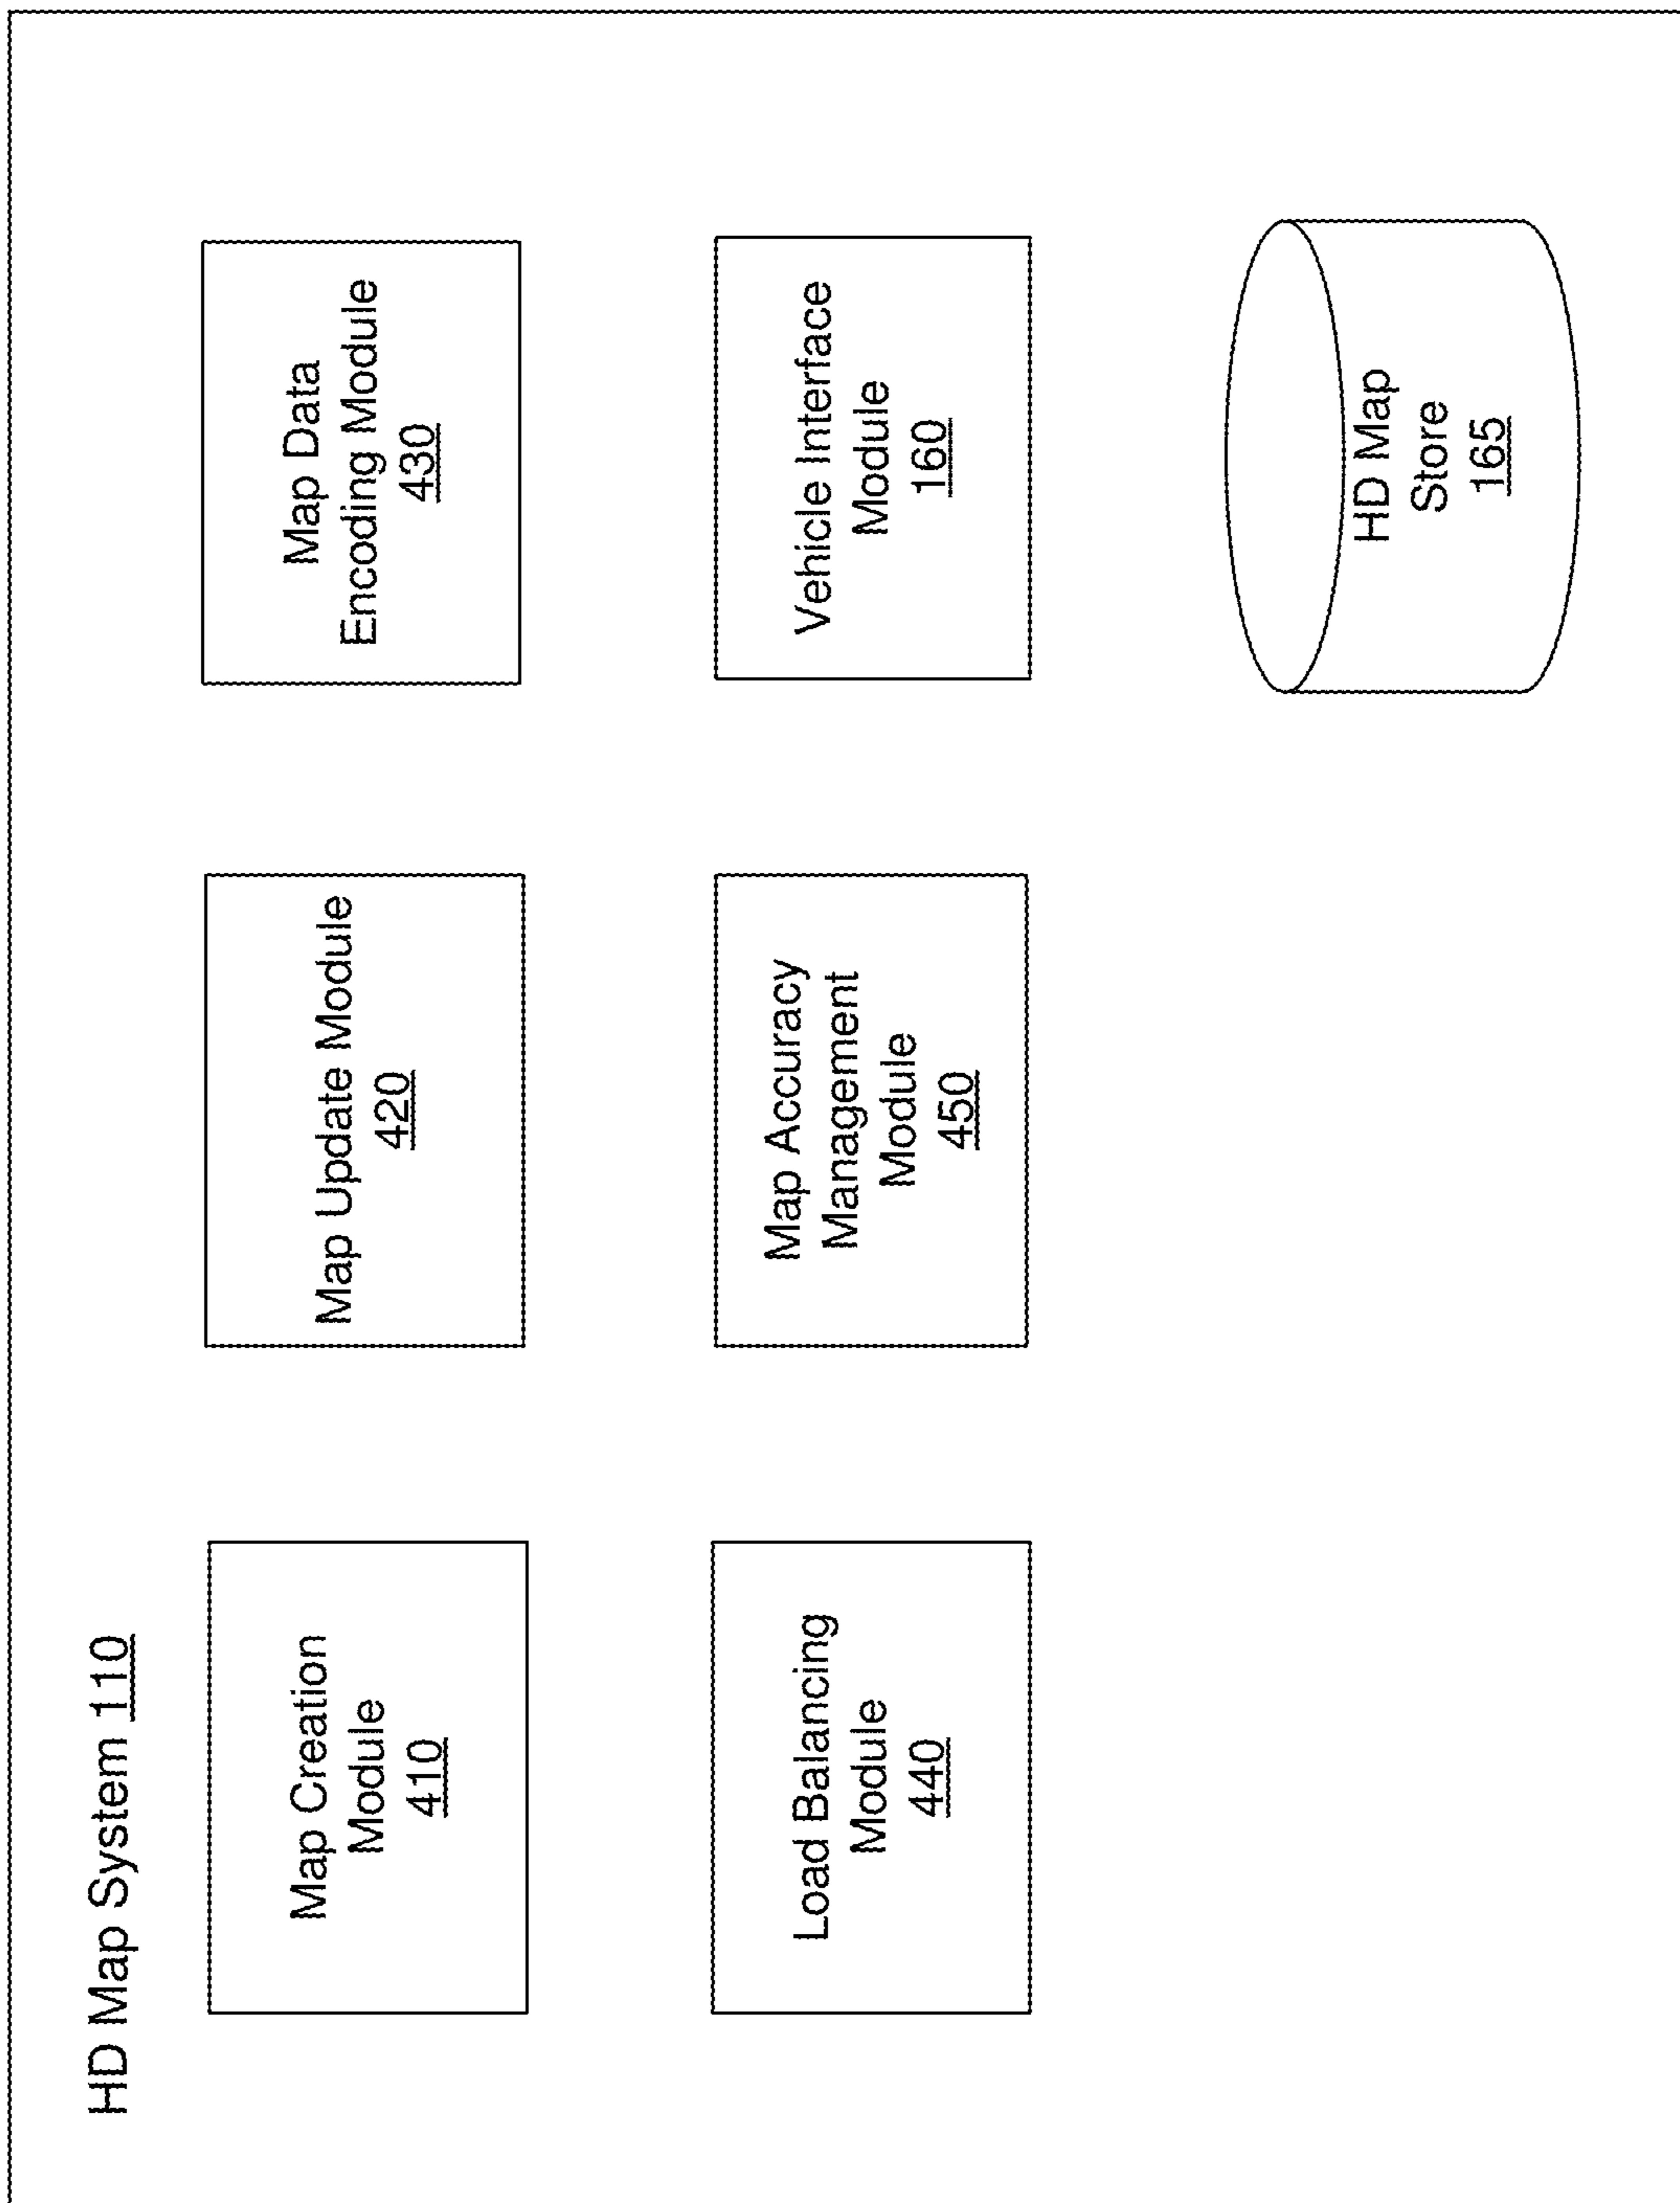 HD Map System 110
Map Creation
Module
410
Map Update Module
420
Map Data
Encoding Module
430
Load Balancing
Module
440
Map Accuracy
Management
Module
450
Vehicle Interface
Module
160
HD Map
Store
165